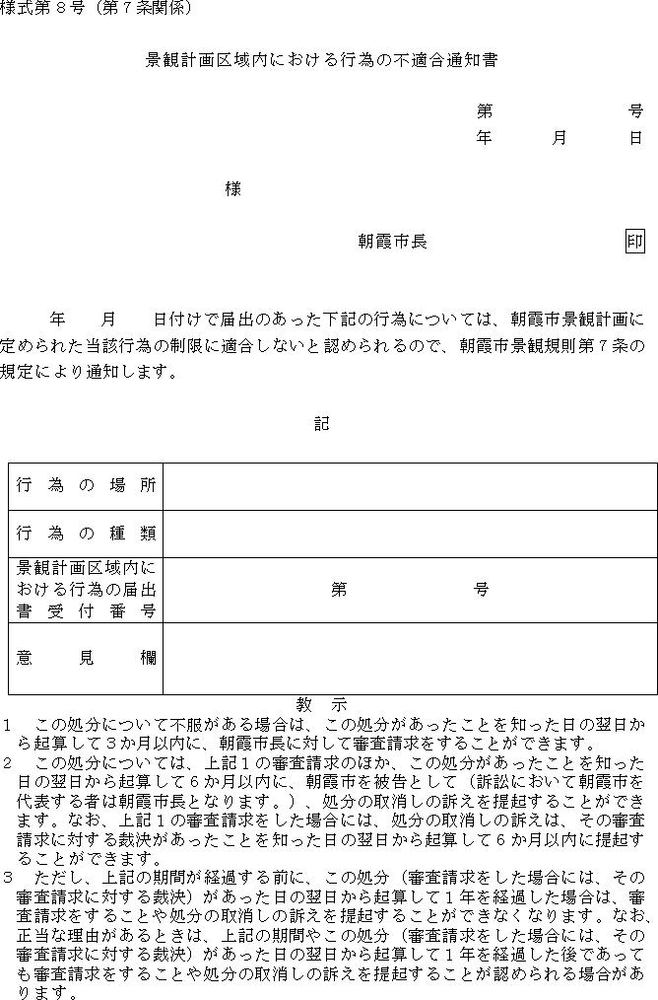 様式第８号（第７条関係）
景観計画区域内における行為の不適合通知書
第　　　　　　　　号
年　　　月　　　日
様
朝霞市長　　　　　　　　　　　印
年　　月　　日付けで届出のあった下記の行為については、朝霞市景観計画に
定められた当該行為の制限に適合しないと認められるので、朝霞市景観規則第７条の
規定により通知します。
記
行為の場所
行為の種類
景観計画区域内に
おける行為の届出
書受付番号
第　　　　　　　号
意見欄
教　示
１　この処分について不服がある場合は、この処分があったことを知った日の翌日か
ら起算して３か月以内に、朝霞市長に対して審査請求をすることができます。
２　この処分については、上記１の審査請求のほか、この処分があったことを知った
日の翌日から起算して６か月以内に、朝霞市を被告として（訴訟において朝霞市を
代表する者は朝霞市長となります。）、処分の取消しの訴えを提起することができ
ます。なお、上記１の審査請求をした場合には、処分の取消しの訴えは、その審査
請求に対する裁決があったことを知った日の翌日から起算して６か月以内に提起す
ることができます。
３　ただし、上記の期間が経過する前に、この処分（審査請求をした場合には、その
審査請求に対する裁決）があった日の翌日から起算して１年を経過した場合は、審
査請求をすることや処分の取消しの訴えを提起することができなくなります。なお、
正当な理由があるときは、上記の期間やこの処分（審査請求をした場合には、その
審査請求に対する裁決）があった日の翌日から起算して１年を経過した後であって
も審査請求をすることや処分の取消しの訴えを提起することが認められる場合があ
ります。